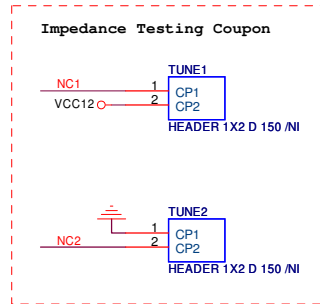 Impedance Testing Coupon
TUNE1
NC1 1 CP1
VCC12 2 CP2
HEADER 1X2 D 150 /NI
TUNE2
1 CP1
NC2 2 CP2
HEADER 1X2 D 150 /NI